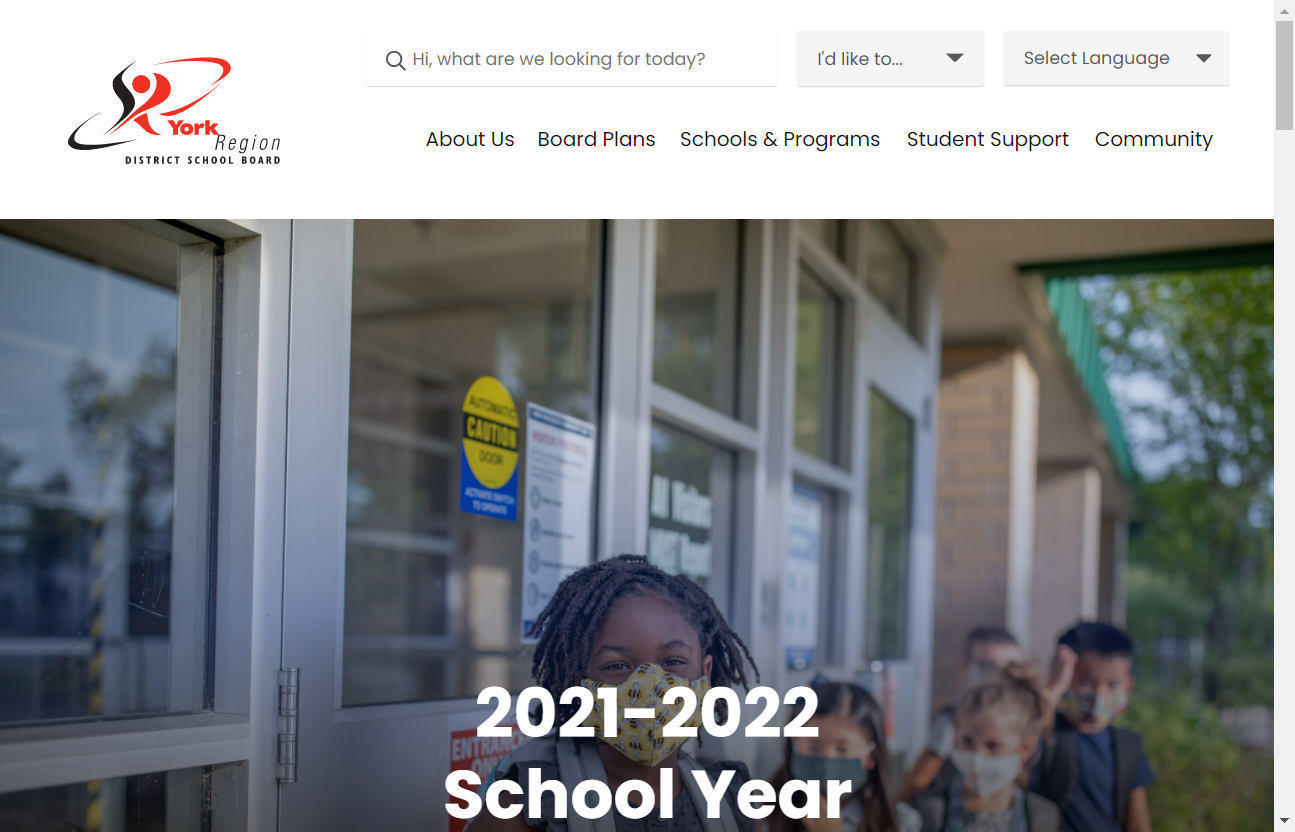 Hi, what are we looking for today?
I'd like to...
Select Language
York
Region
DISTRICT SCHOOL BOARD
About Us
Board Plans
Schools & Programs
Student Support
Community
AUTOMATIC
CAUTION
DOOR
ACTIVATE SWITCH
TO OPERATE
All Visitors
MUST Report
ENTRANCE
2021-2022
School Year